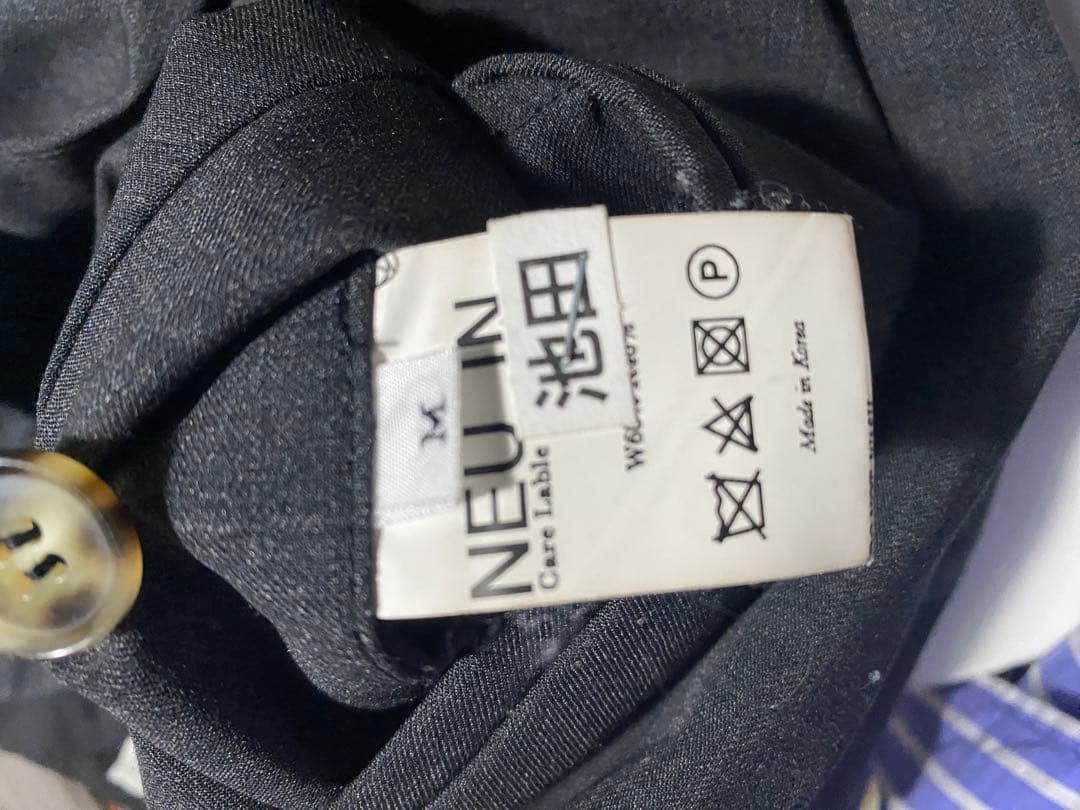 M
NEU IN
Care Lable
池田
P
Made in Korea